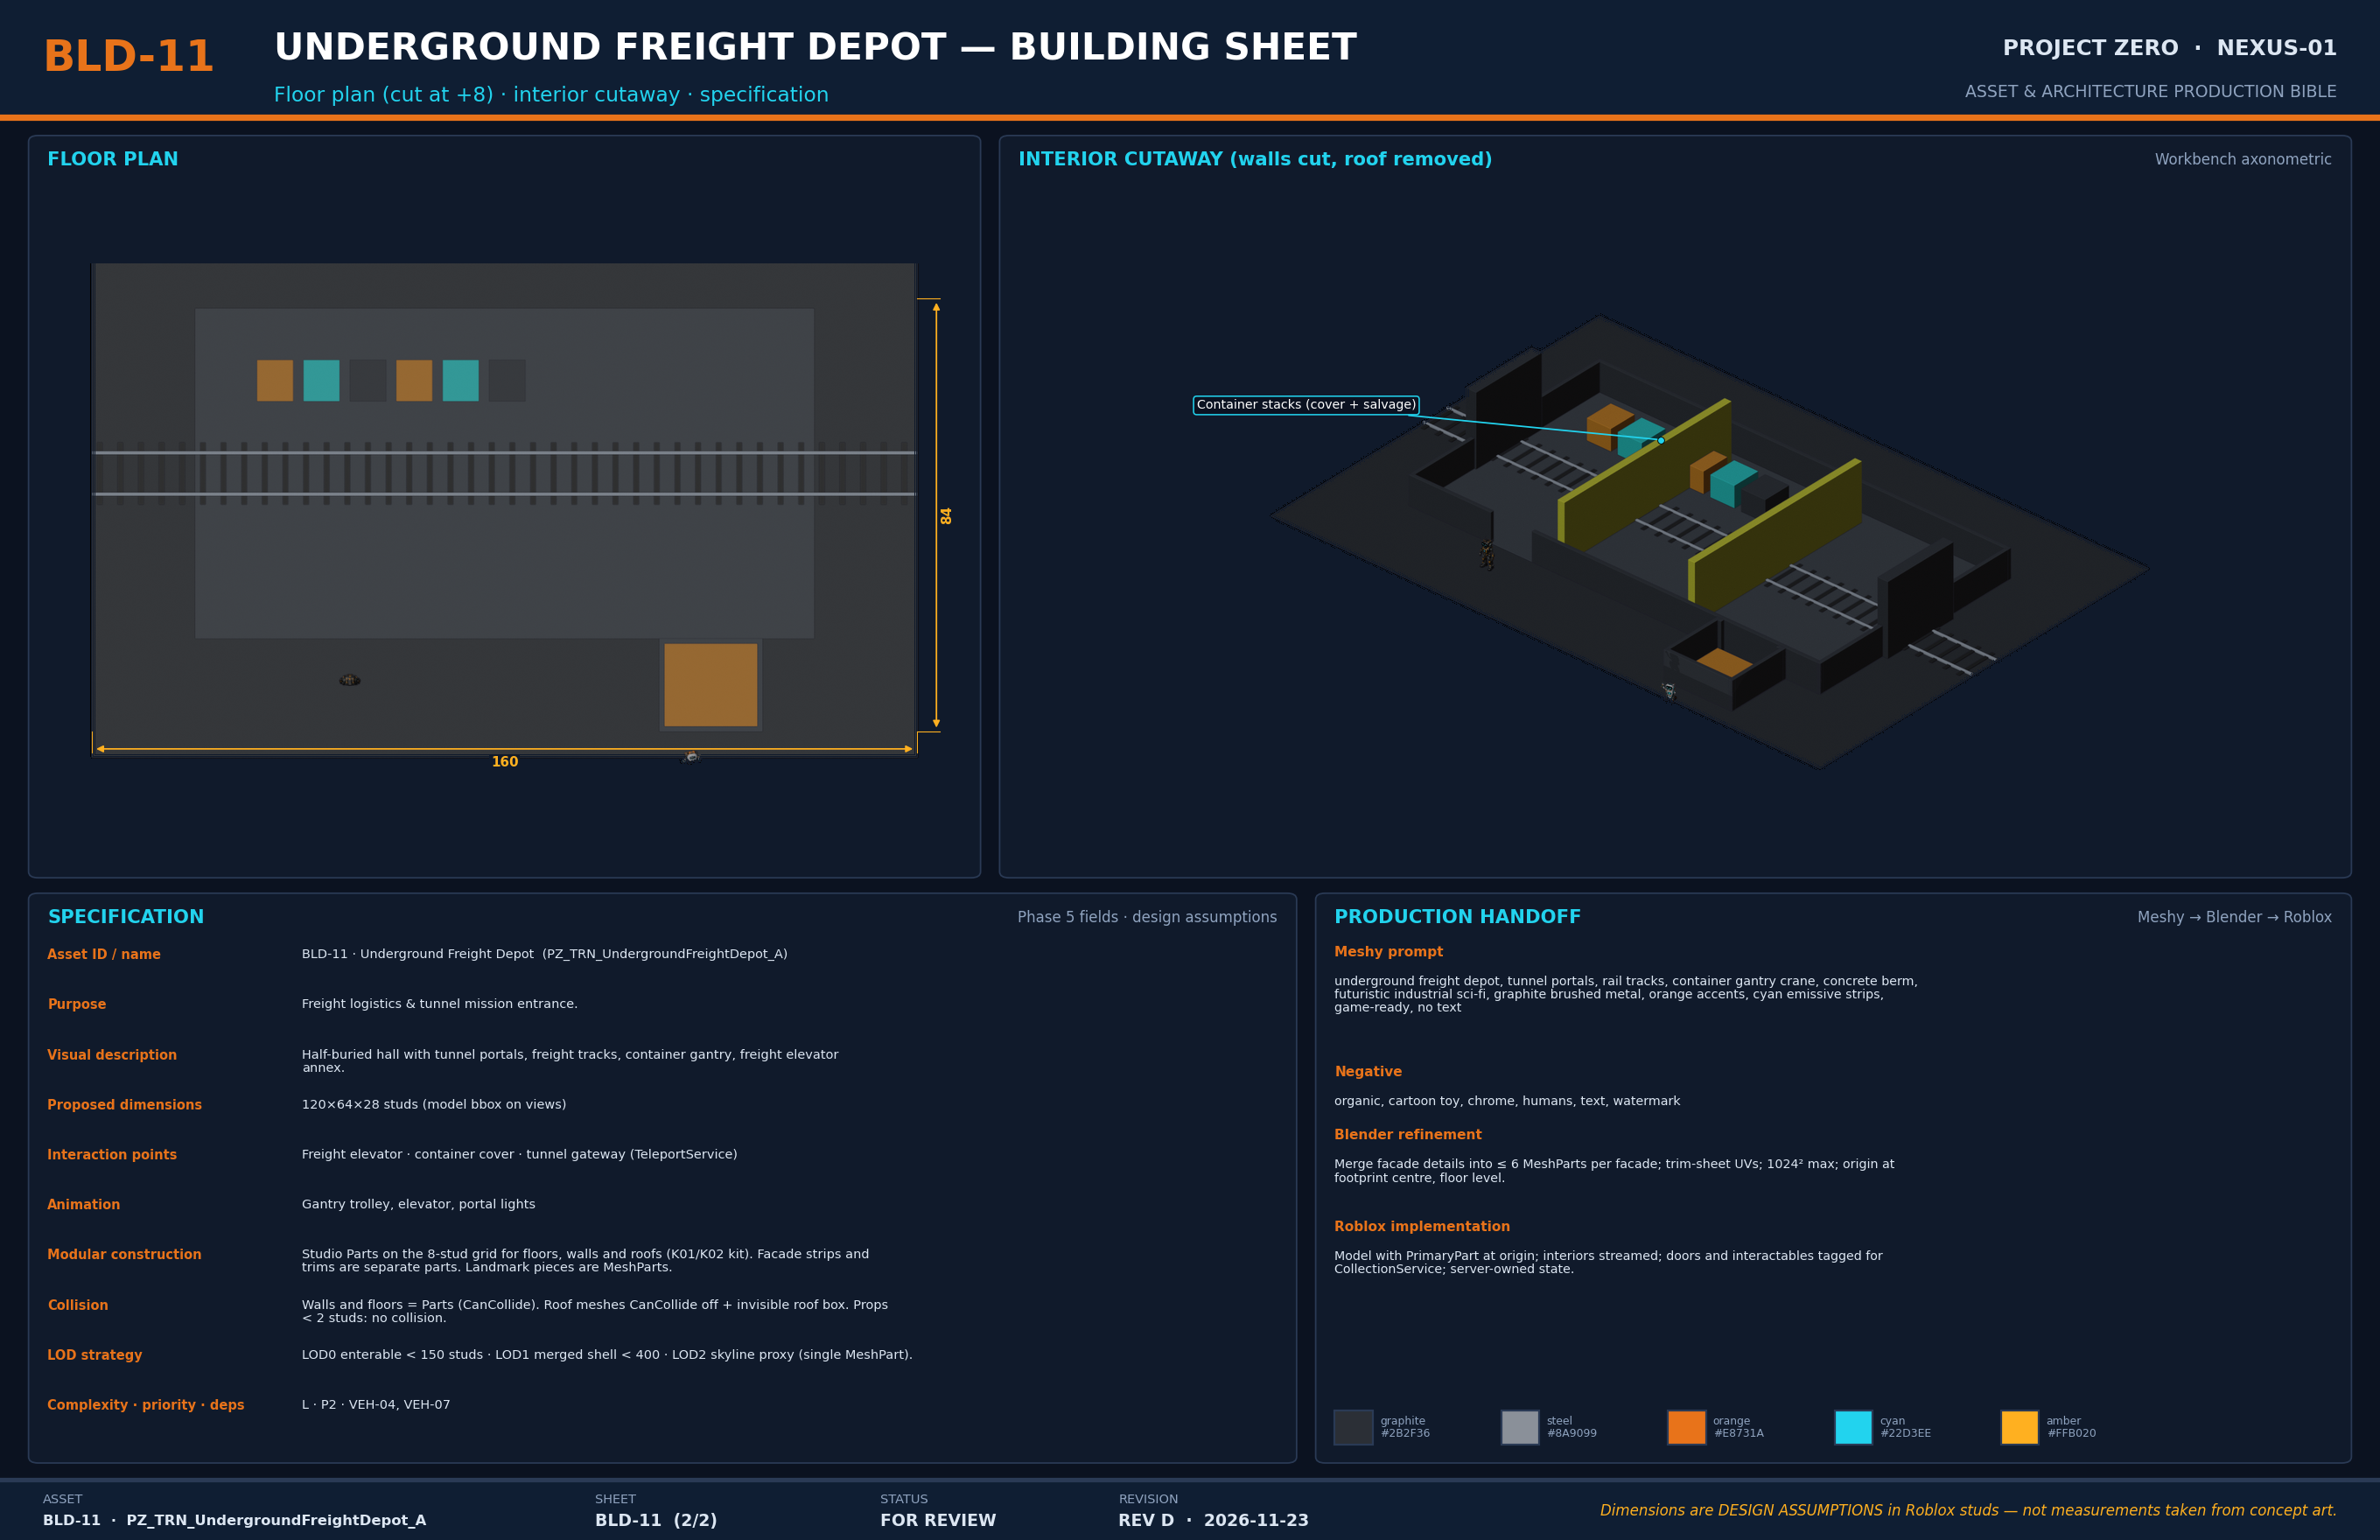 BLD-11
UNDERGROUND FREIGHT DEPOT — BUILDING SHEET
Floor plan (cut at +8) · interior cutaway · specification
PROJECT ZERO · NEXUS-01
ASSET & ARCHITECTURE PRODUCTION BIBLE
FLOOR PLAN
84
160
INTERIOR CUTAWAY (walls cut, roof removed)
Workbench axonometric
Container stacks (cover + salvage)
SPECIFICATION
Phase 5 fields · design assumptions
Asset ID / name
BLD-11 · Underground Freight Depot (PZ_TRN_UndergroundFreightDepot_A)
Purpose
Freight logistics & tunnel mission entrance.
Visual description
Half-buried hall with tunnel portals, freight tracks, container gantry, freight elevator
annex.
Proposed dimensions
120×64×28 studs (model bbox on views)
Interaction points
Freight elevator · container cover · tunnel gateway (TeleportService)
Animation
Gantry trolley, elevator, portal lights
Modular construction
Studio Parts on the 8-stud grid for floors, walls and roofs (K01/K02 kit). Facade strips and
trims are separate parts. Landmark pieces are MeshParts.
Collision
Walls and floors = Parts (CanCollide). Roof meshes CanCollide off + invisible roof box. Props
< 2 studs: no collision.
LOD strategy
LOD0 enterable < 150 studs · LOD1 merged shell < 400 · LOD2 skyline proxy (single MeshPart).
Complexity · priority · deps
L · P2 · VEH-04, VEH-07
PRODUCTION HANDOFF
Meshy → Blender → Roblox
Meshy prompt
underground freight depot, tunnel portals, rail tracks, container gantry crane, concrete berm,
futuristic industrial sci-fi, graphite brushed metal, orange accents, cyan emissive strips,
game-ready, no text
Negative
organic, cartoon toy, chrome, humans, text, watermark
Blender refinement
Merge facade details into ≤ 6 MeshParts per facade; trim-sheet UVs; 1024² max; origin at
footprint centre, floor level.
Roblox implementation
Model with PrimaryPart at origin; interiors streamed; doors and interactables tagged for
CollectionService; server-owned state.
graphite
#2B2F36
steel
#8A9099
orange
#E8731A
cyan
#22D3EE
amber
#FFB020
ASSET
BLD-11 · PZ_TRN_UndergroundFreightDepot_A
SHEET
BLD-11 (2/2)
STATUS
FOR REVIEW
REVISION
REV D · 2026-11-23
Dimensions are DESIGN ASSUMPTIONS in Roblox studs — not measurements taken from concept art.